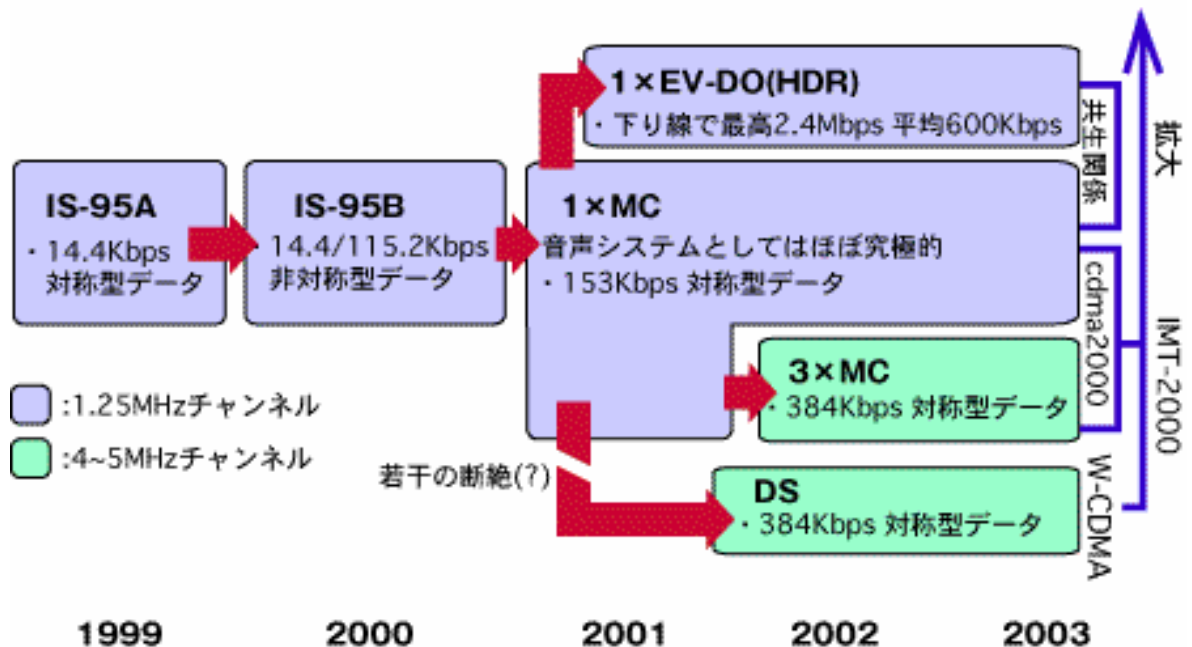 1×EV-DO(HDR)
・下り線で最高2.4Mbps 平均600Kbps
IS-95A
・14.4Kbps
対称型データ
IS-95B
14.4/115.2Kbps
非対称型データ
1×MC
音声システムとしてはほぼ究極的
・153Kbps 対称型データ
3×MC
・384Kbps 対称型データ
DS
・384Kbps 対称型データ
:1.25MHzチャンネル
:4~5MHzチャンネル
若干の断絶(?)
共生関係
cdma2000
W-CDMA
拡大
IMT-2000
1999
2000
2001
2002
2003